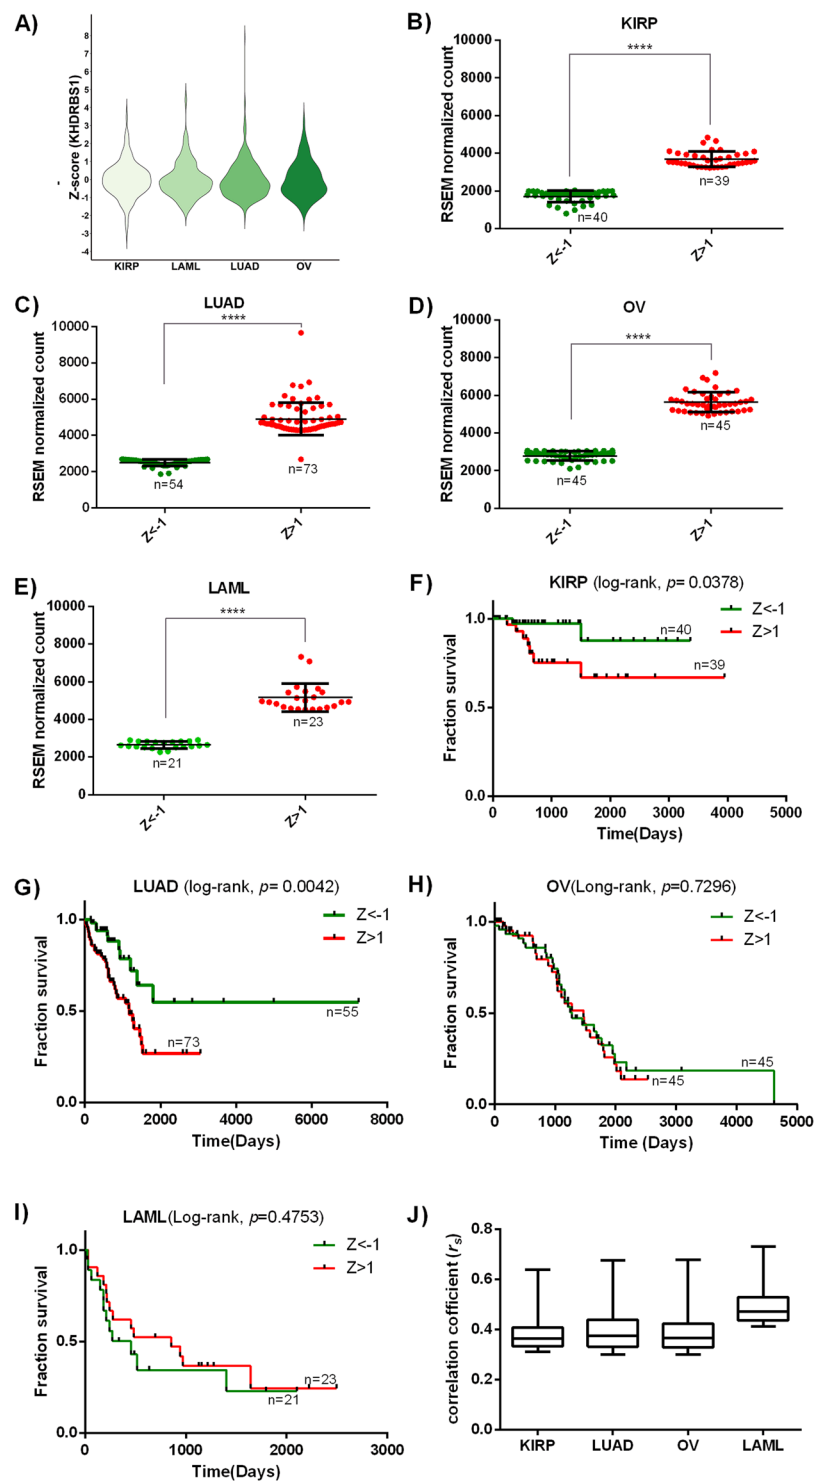 A)
Z-score (KHDRBS1)
-
8
7
6
5
4
3
2
1
0
-1
-2
-3
-4
KIRP LAML LUAD OV
B)
KIRP
RSEM normalized count
10000
8000
6000
4000
2000
0
****
n=40
n=39
Z<-1
Z>1
C)
LUAD
RSEM normalized count
10000
8000
6000
4000
2000
0
****
n=54
n=73
Z<-1
Z>1
D)
OV
RSEM normalized count
10000
8000
6000
4000
2000
0
****
n=45
n=45
Z<-1
Z>1
E)
LAML
RSEM normalized count
10000
8000
6000
4000
2000
0
****
n=21
n=23
Z<-1
Z>1
F)
KIRP (log-rank, p= 0.0378)
Z<-1
Z>1
Fraction survival
1.0
0.5
0.0
n=40
n=39
0 1000 2000 3000 4000 5000
Time(Days)
G)
LUAD (log-rank, p= 0.0042)
Z<-1
Z>1
Fraction survival
1.0
0.5
0.0
n=55
n=73
0 2000 4000 6000 8000
Time(Days)
H)
OV(Long-rank, p=0.7296)
Z<-1
Z>1
Fraction survival
1.0
0.5
0.0
n=45
n=45
0 1000 2000 3000 4000 5000
Time (Days)
I)
LAML(Log-rank, p=0.4753)
Z<-1
Z>1
Fraction survival
1.0
0.5
0.0
n=23
n=21
0 1000 2000 3000
Time(Days)
J)
correlation cofficient (rs)
0.8
0.6
0.4
0.2
0.0
KIRP LUAD OV LAML